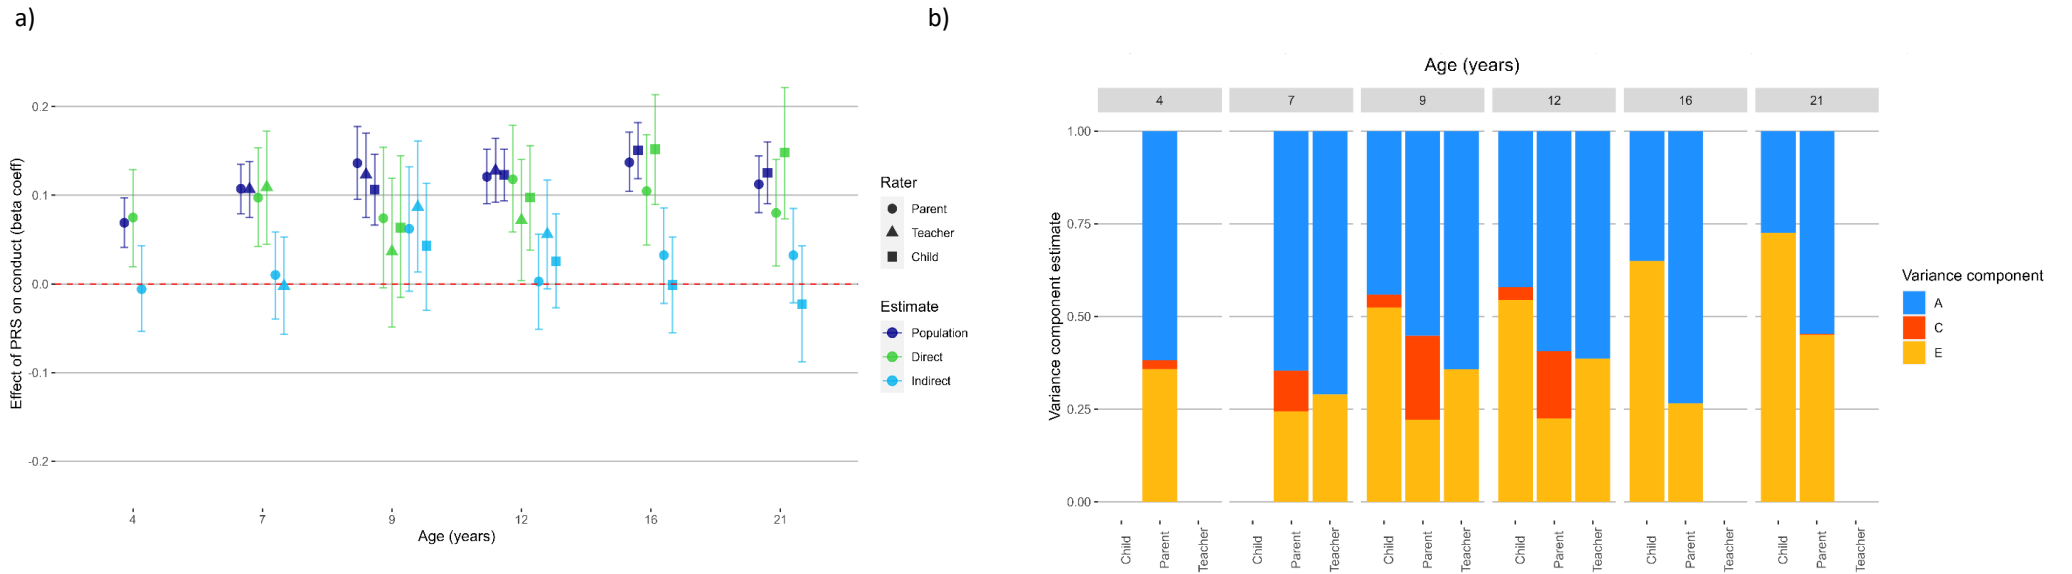 a)
Effect of PRS on conduct (beta coeff)
0.2
0.1
0.0
-0.1
-0.2
4 7 9 12 16 21
Age (years)
Rater
Parent
Teacher
Child
Estimate
Population
Direct
Indirect
b)
Age (years)
4 7 9 12 16 21
Variance component estimate
1.00
0.75
0.50
0.25
0.00
Child Parent Teacher Child Parent Teacher Child Parent Teacher Child Parent Teacher Child Parent Teacher Child Parent Teacher
Variance component
A
C
E